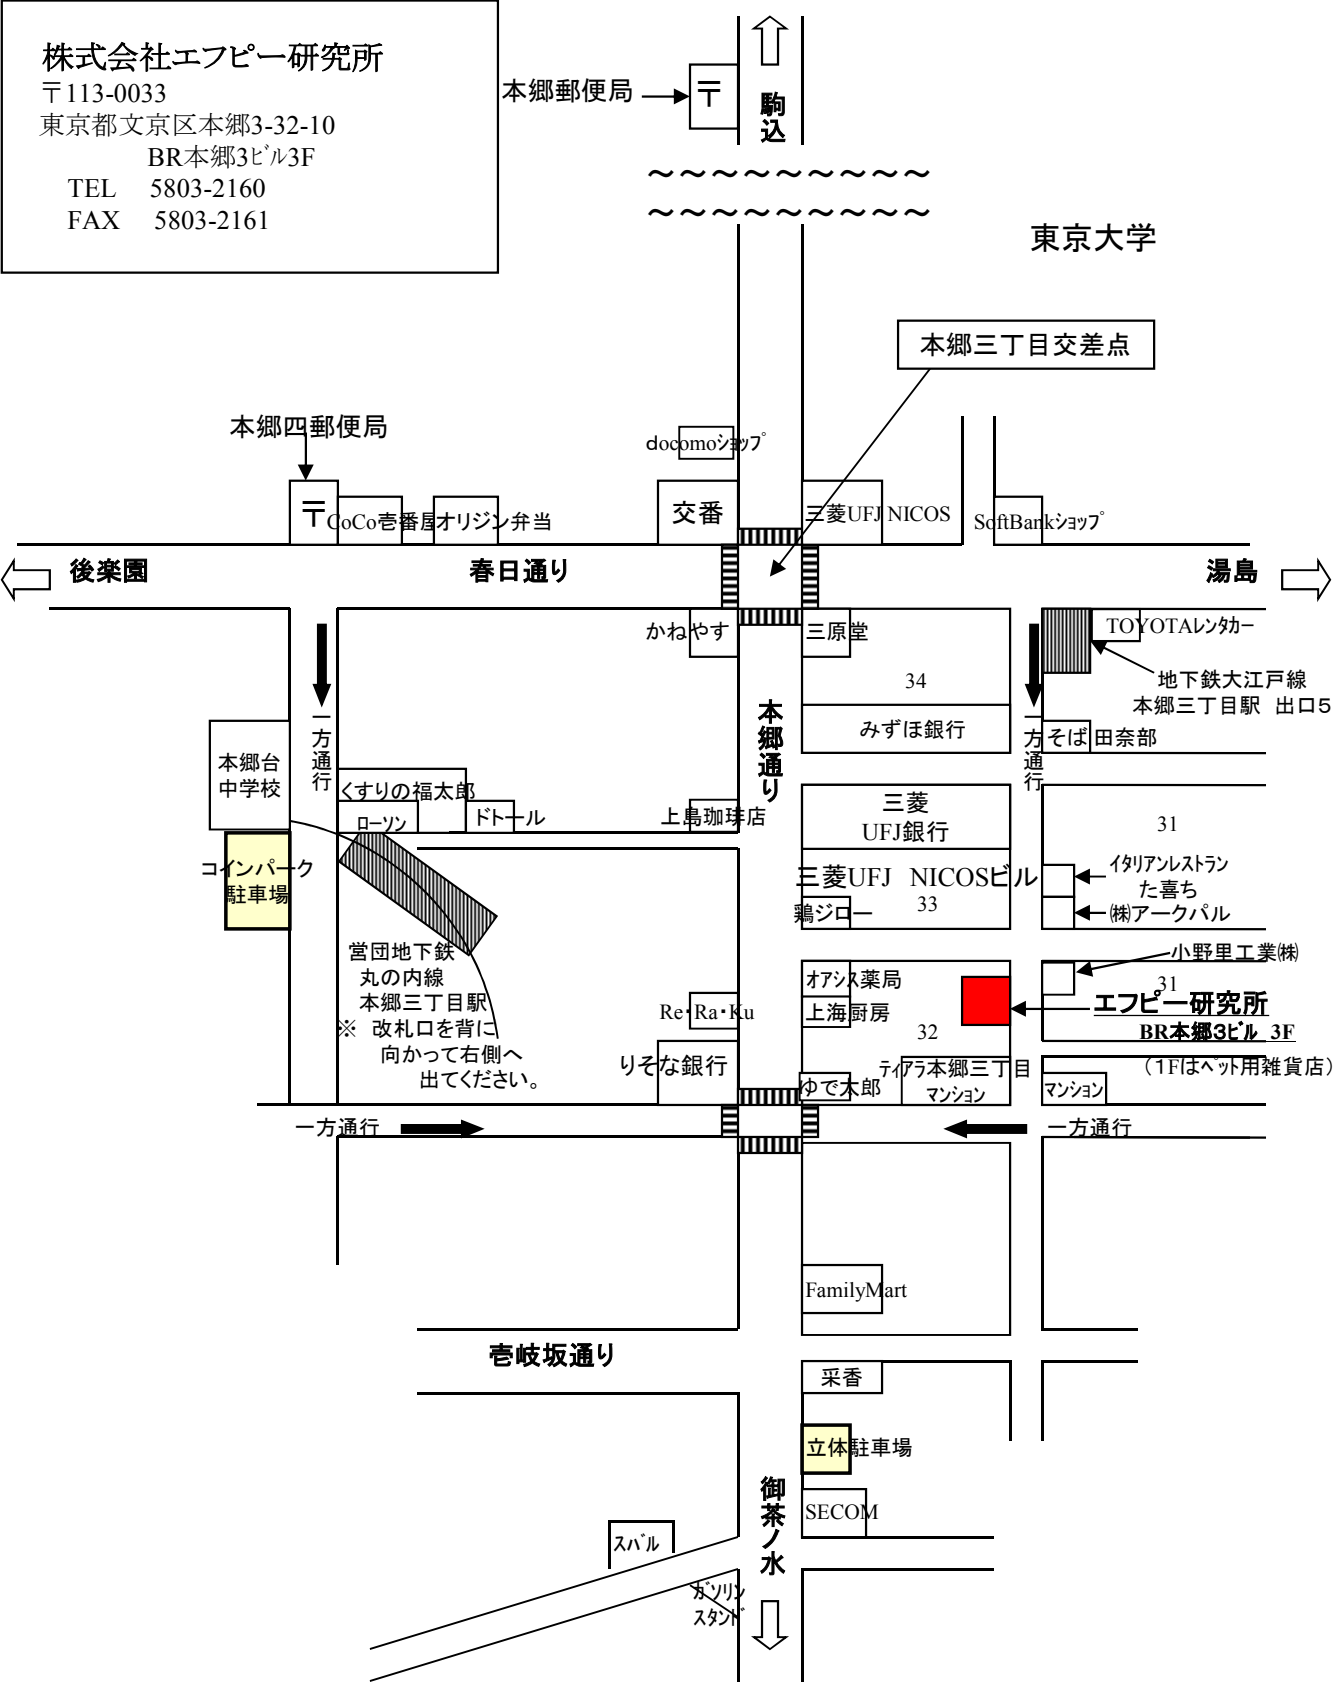 株式会社エフピー研究所
〒113-0033
東京都文京区本郷3-32-10
BR本郷3ビル3F
TEL 5803-2160
FAX 5803-2161
本郷郵便局
〒
駒込
～～～～～～～～～
～～～～～～～～～
東京大学
本郷三丁目交差点
本郷四郵便局
docomoショップ
〒
CoCo壱番屋
オリジン弁当
交番
三菱UFJ NICOS
SoftBankショップ
後楽園
春日通り
湯島
かねやす
三原堂
TOYOTAレンタカー
34
地下鉄大江戸線
本郷三丁目駅 出口5
本郷通り
みずほ銀行
一方通行
一方通行
そば 田奈部
本郷台
中学校
くすりの福太郎
ローソン
ドトール
上島珈琲店
三菱
UFJ銀行
31
コインパーク
駐車場
三菱UFJ NICOSビル
33
鶏ジロー
イタリアンレストラン
た喜ち
㈱アークパル
営団地下鉄
丸の内線
本郷三丁目駅
※ 改札口を背に
向かって右側へ
出てください。
小野里工業㈱
オアシス薬局
上海厨房
31
エフピー研究所
BR本郷3ビル 3F
（1Fはペット用雑貨店）
Re・Ra・Ku
32
りそな銀行
ゆで太郎
ティアラ本郷三丁目
マンション
マンション
一方通行
一方通行
FamilyMart
壱岐坂通り
采香
立体駐車場
御茶ノ水
SECOM
スバル
ガソリン
スタンド